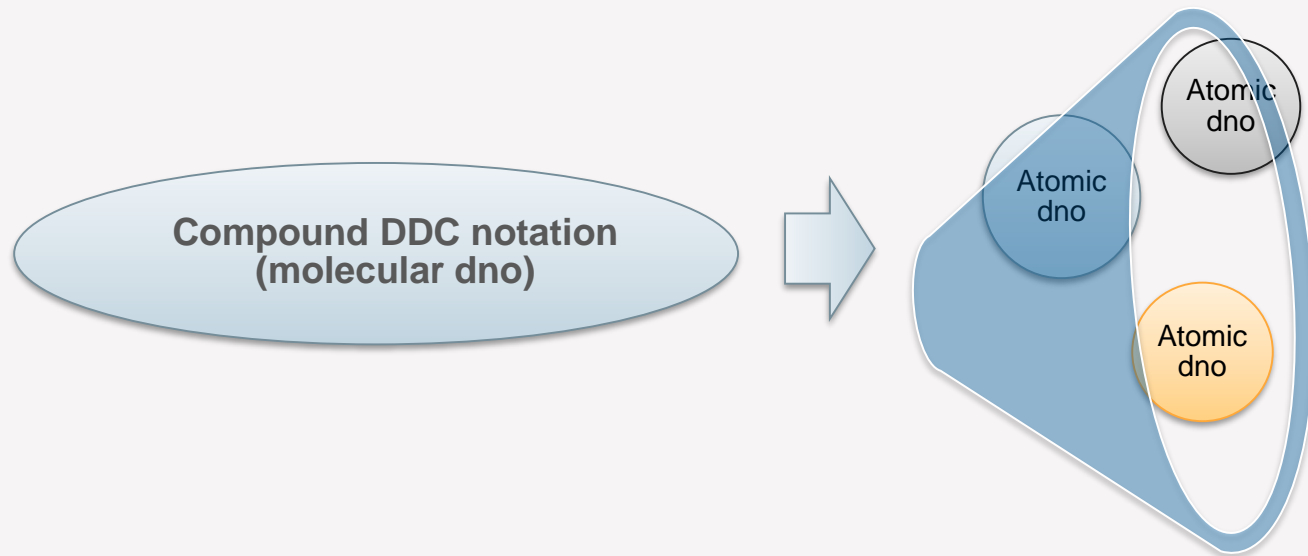 Compound DDC notation
(molecular dno)
Atomic
dno
Atomic
dno
Atomic
dno